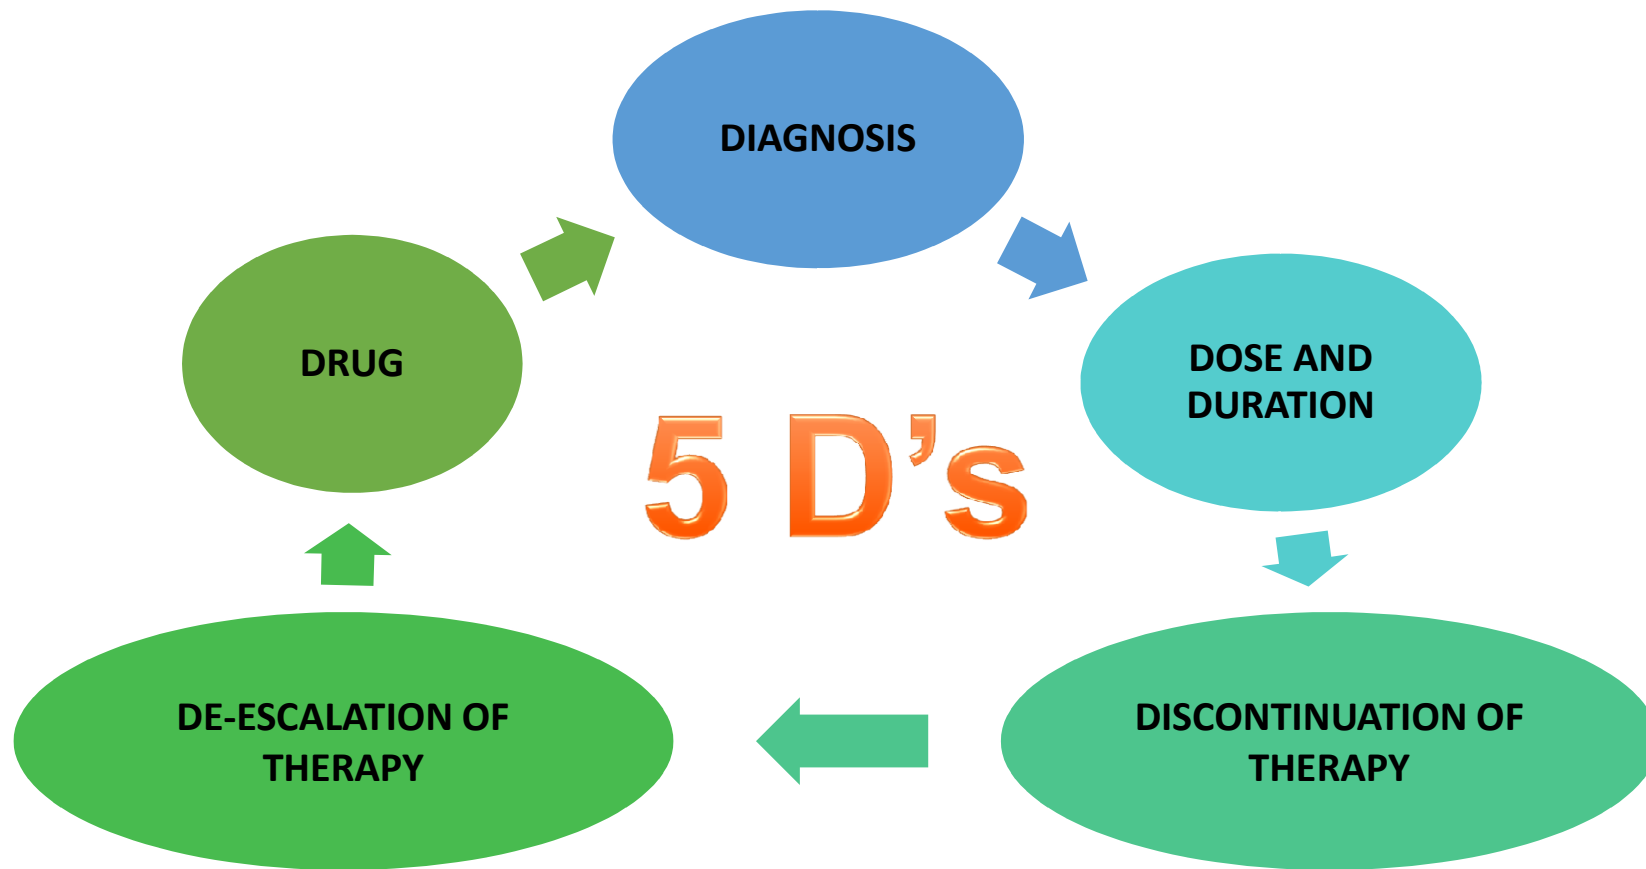 DIAGNOSIS
DRUG
DOSE AND
DURATION
5 D’s
DE-ESCALATION OF
THERAPY
DISCONTINUATION OF
THERAPY